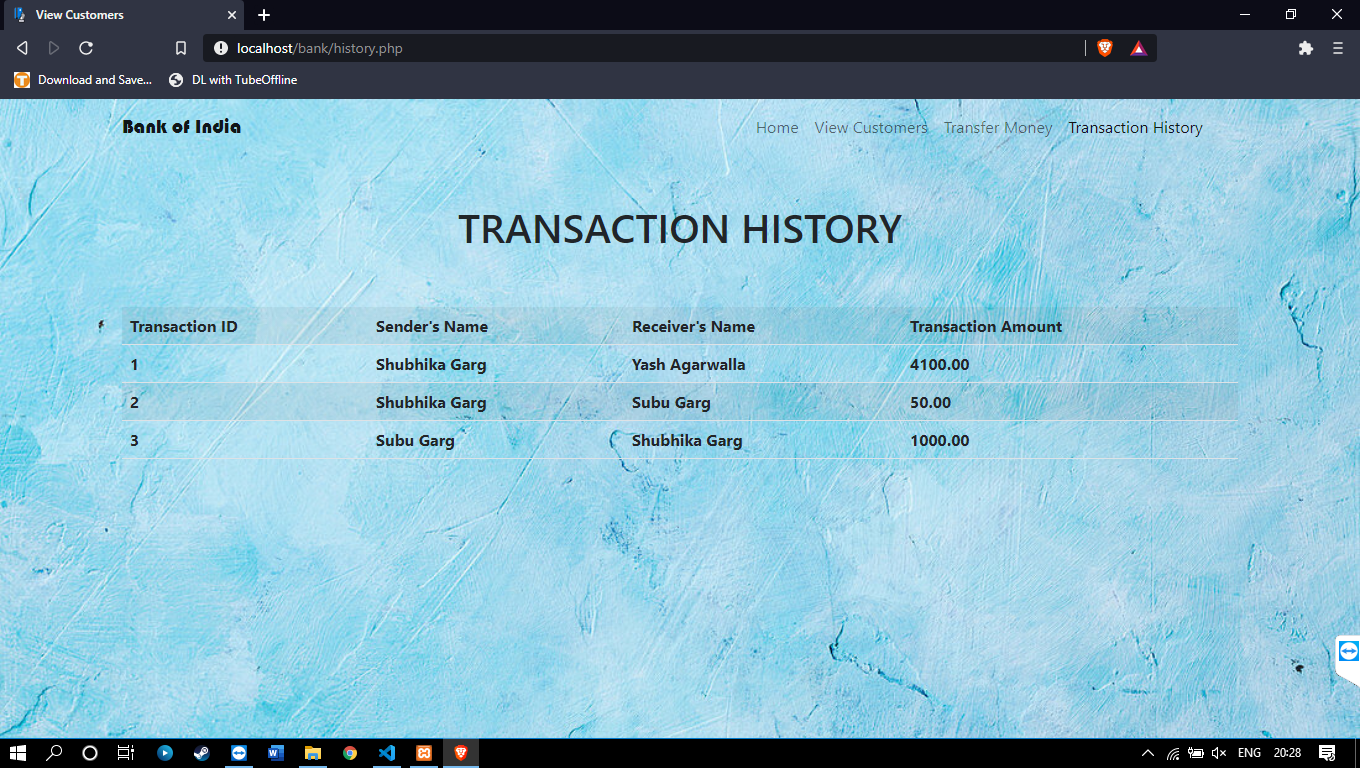 View Customers
localhost/bank/history.php
Download and Save... DL with TubeOffline
Bank of India Home View Customers Transfer Money Transaction History
TRANSACTION HISTORY
Transaction ID Sender's Name Receiver's Name Transaction Amount
1 Shubhika Garg Yash Agarwalla 4100.00
2 Shubhika Garg Subu Garg 50.00
3 Subu Garg Shubhika Garg 1000.00
ENG 20:28